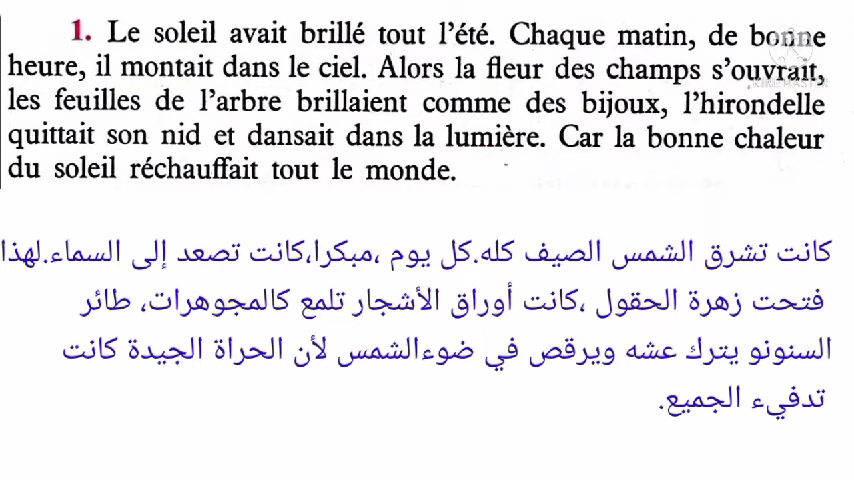 1. Le soleil avait brillé tout l'été. Chaque matin, de bonne
heure, il montait dans le ciel. Alors la fleur des champs s'ouvrait,
les feuilles de l'arbre brillaient comme des bijoux, l'hirondelle
quittait son nid et dansait dans la lumière. Car la bonne chaleur
du soleil réchauffait tout le monde.
كانت تشرق الشمس الصيف كله.كل يوم ،مبكرا،كانت تصعد إلى السماء.لهذا
فتحت زهرة الحقول ،كانت أوراق الأشجار تلمع كالمجوهرات، طائر
السنونو يترك عشه ويرقص في ضوءالشمس لأن الحراة الجيدة كانت
تدفيء الجميع.